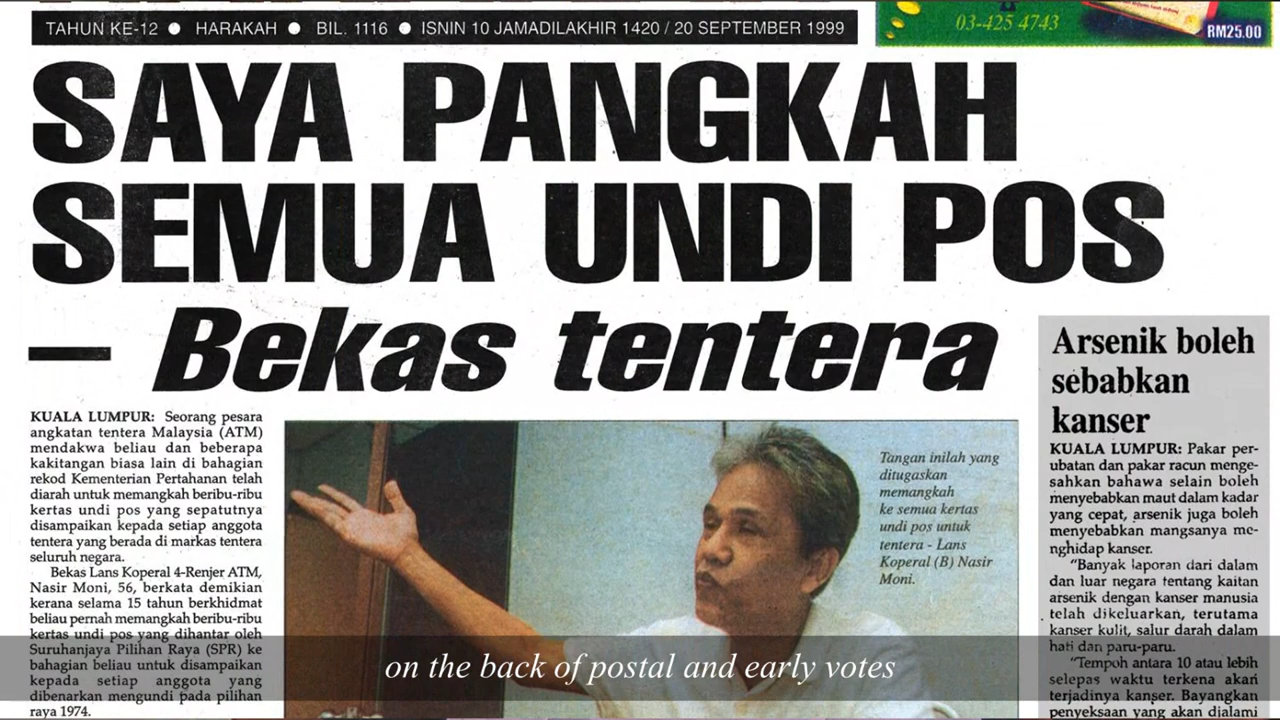 TAHUN KE-12 ● HARAKAH ● BIL. 1116 ● ISNIN 10 JAMADILAKHIR 1420 / 20 SEPTEMBER 1999
03-425 4743
RM25.00
SAYA PANGKAH
SEMUA UNDI POS
— Bekas tentera
KUALA LUMPUR: Seorang pesara
angkatan tentera Malaysia (ATM)
mendakwa beliau dan beberapa
kakitangan biasa lain di bahagian
rekod Kementerian Pertahanan telah
diarah untuk memangkah beribu-ribu
kertas undi pos yang sepatutnya
disampaikan kepada setiap anggota
tentera yang berada di markas tentera
seluruh negara.
Bekas Lans Koperal 4-Renjer ATM,
Nasir Moni, 56, berkata demikian
kerana selama 15 tahun berkhidmat
beliau pernah memangkah beribu-ribu
kertas undi pos yang dihantar oleh
Suruhanjaya Pilihan Raya (SPR) ke
bahagian beliau untuk disampaikan
kepada setiap anggota yang
dibenarkan mengundi pada pilihan
raya 1974.
Tangan inilah yang
ditugaskan
memangkah
ke semua kertas
undi pos untuk
tentera - Lans
Koperal (B) Nasir
Moni.
Arsenik boleh
sebabkan
kanser
KUALA LUMPUR: Pakar per-
ubatan dan pakar racun menge-
sahkan bahawa selain boleh
menyebabkan maut dalam kadar
yang cepat, arsenik juga boleh
menyebabkan mangsanya me-
nghidap kanser.
"Banyak laporan dari dalam
dan luar negara tentang kaitan
arsenik dengan kanser manusia
telah dikeluarkan, terutama
kanser kulit, salur darah dalam
hati dan paru-paru.
"Tempoh antara 10 atau lebih
selepas waktu terkena akan
terjadinya kanser. Bayangkan
penyeksaan yang akan dialami
on the back of postal and early votes